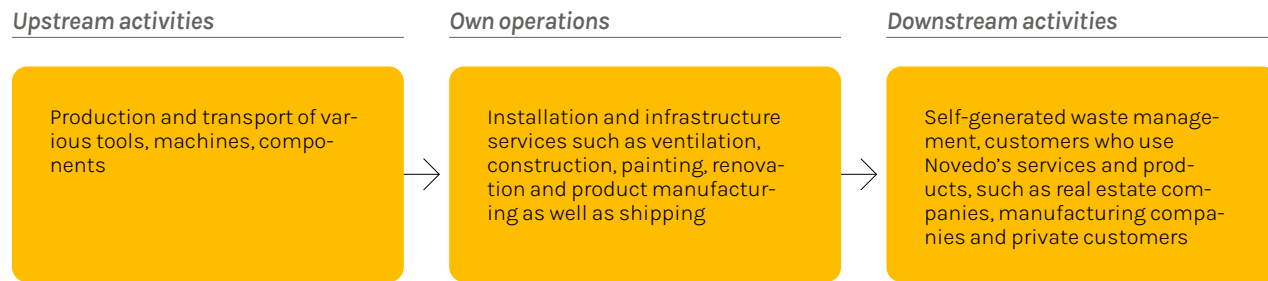 Upstream activities
Production and transport of var-
ious tools, machines, compo-
nents
Own operations
Installation and infrastructure
services such as ventilation,
construction, painting, renova-
tion and product manufactur-
ing as well as shipping
Downstream activities
Self-generated waste manage-
ment, customers who use
Novedo’s services and prod-
ucts, such as real estate com-
panies, manufacturing compa-
nies and private customers